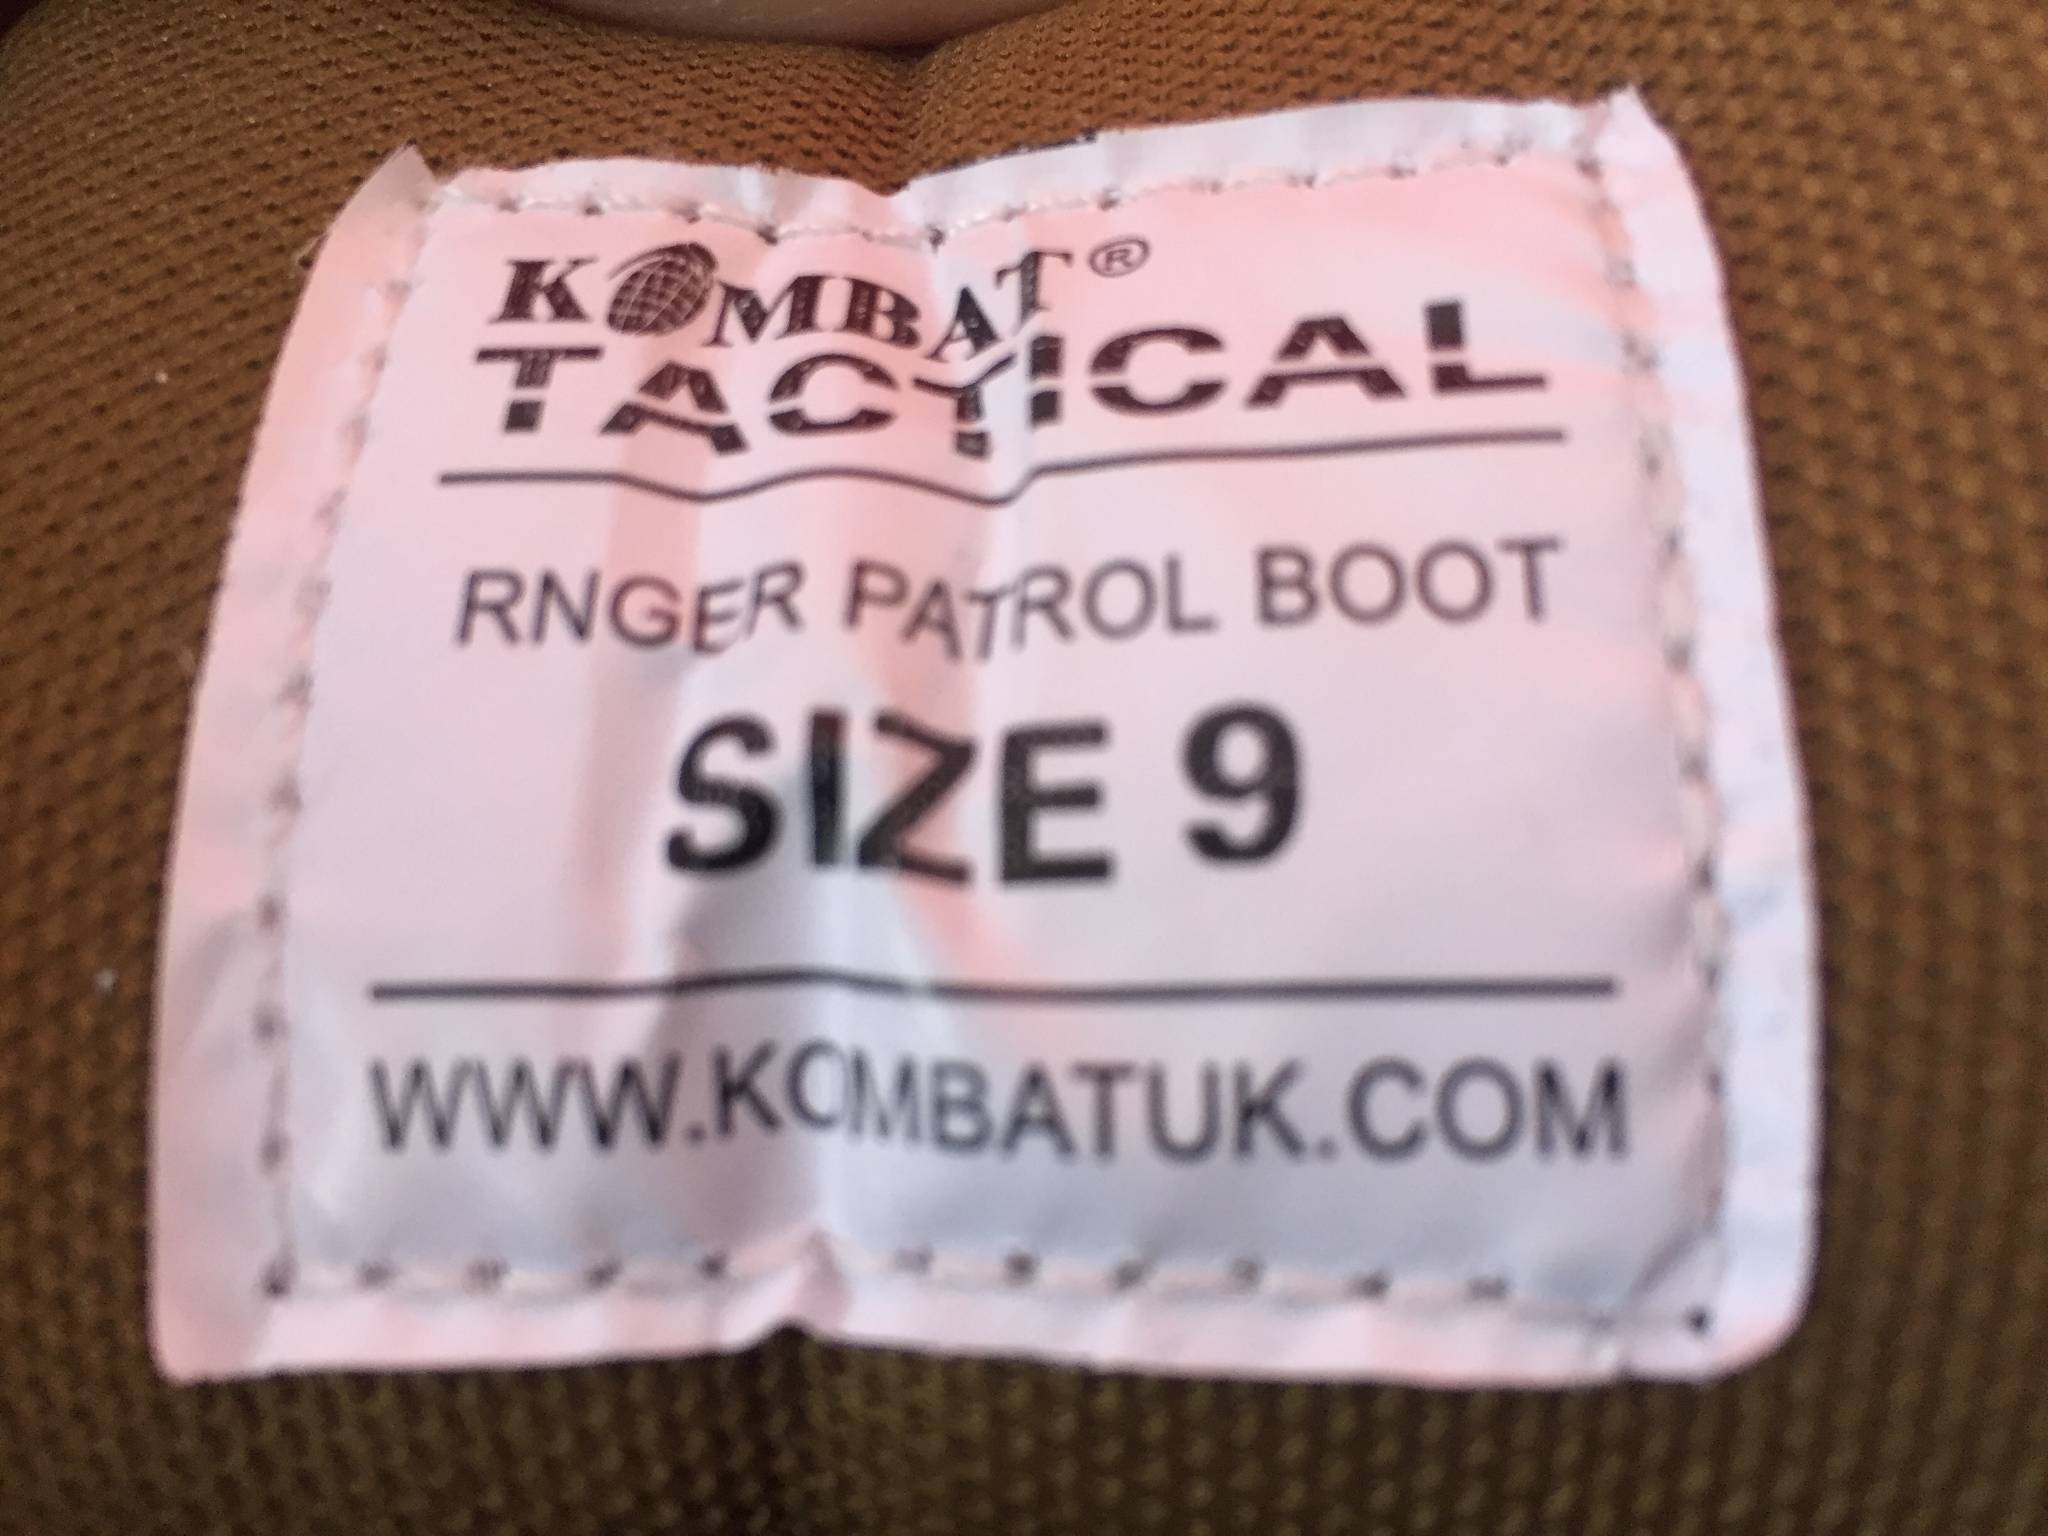 KOMBAT®
TACTICAL
RNGER PATROL BOOT
SIZE 9
WWW.KOMBATUK.COM